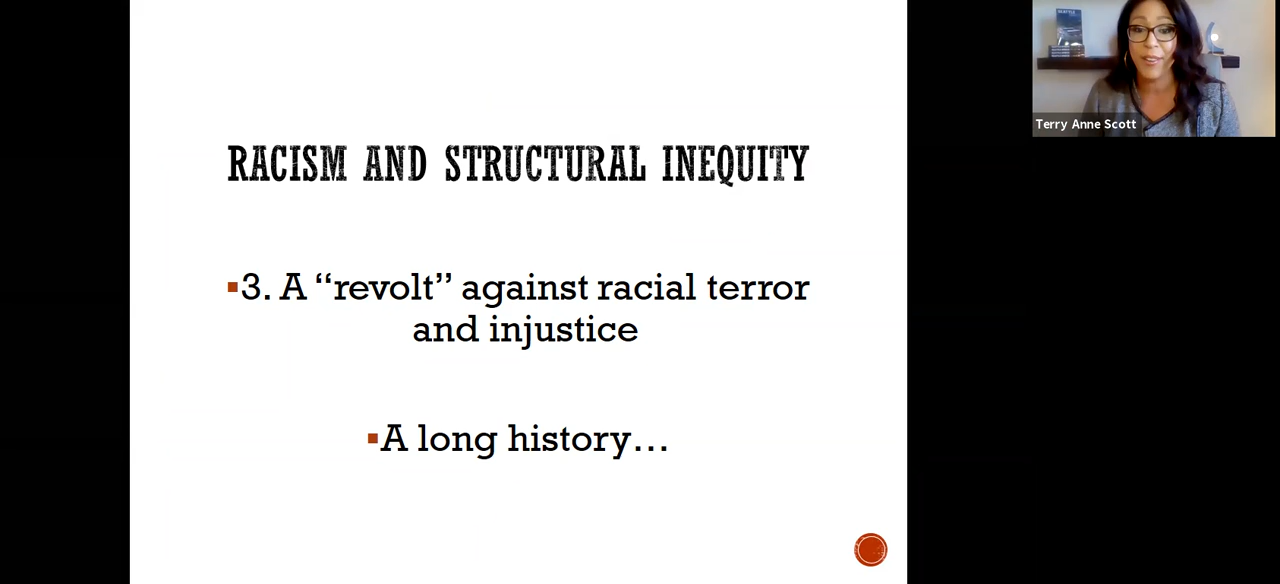 RACISM AND STRUCTURAL INEQUITY
▪3. A “revolt” against racial terror
and injustice
▪A long history…
Terry Anne Scott